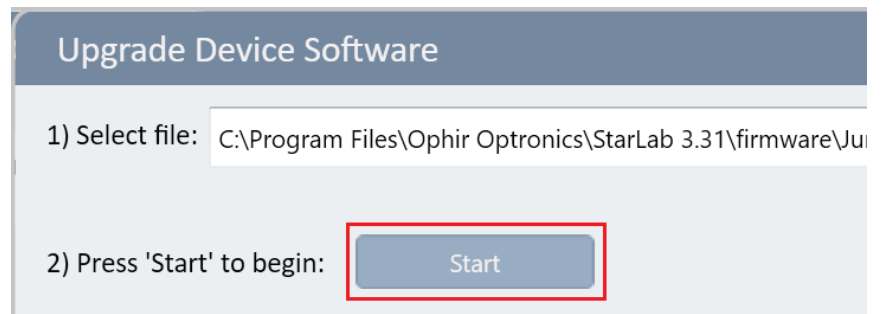 Upgrade Device Software
1) Select file: C:\Program Files\Ophir Optronics\StarLab 3.31\firmware\Ju
2) Press 'Start' to begin: Start